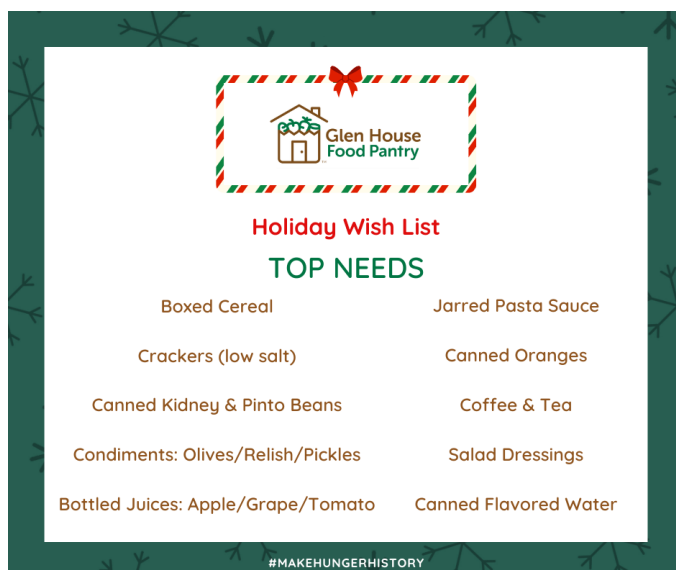 Glen House
Food Pantry
Holiday Wish List
TOP NEEDS
Boxed Cereal
Crackers (low salt)
Canned Kidney & Pinto Beans
Condiments: Olives/Relish/Pickles
Bottled Juices: Apple/Grape/Tomato
Jarred Pasta Sauce
Canned Oranges
Coffee & Tea
Salad Dressings
Canned Flavored Water
#MAKEHUNGERHISTORY